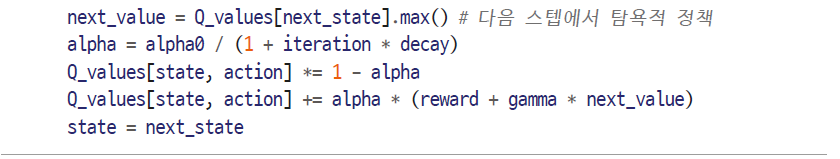 next_value = Q_values[next_state].max() # 다음 스텝에서 탐욕적 정책
alpha = alpha0 / (1 + iteration * decay)
Q_values[state, action] *= 1 - alpha
Q_values[state, action] += alpha * (reward + gamma * next_value)
state = next_state